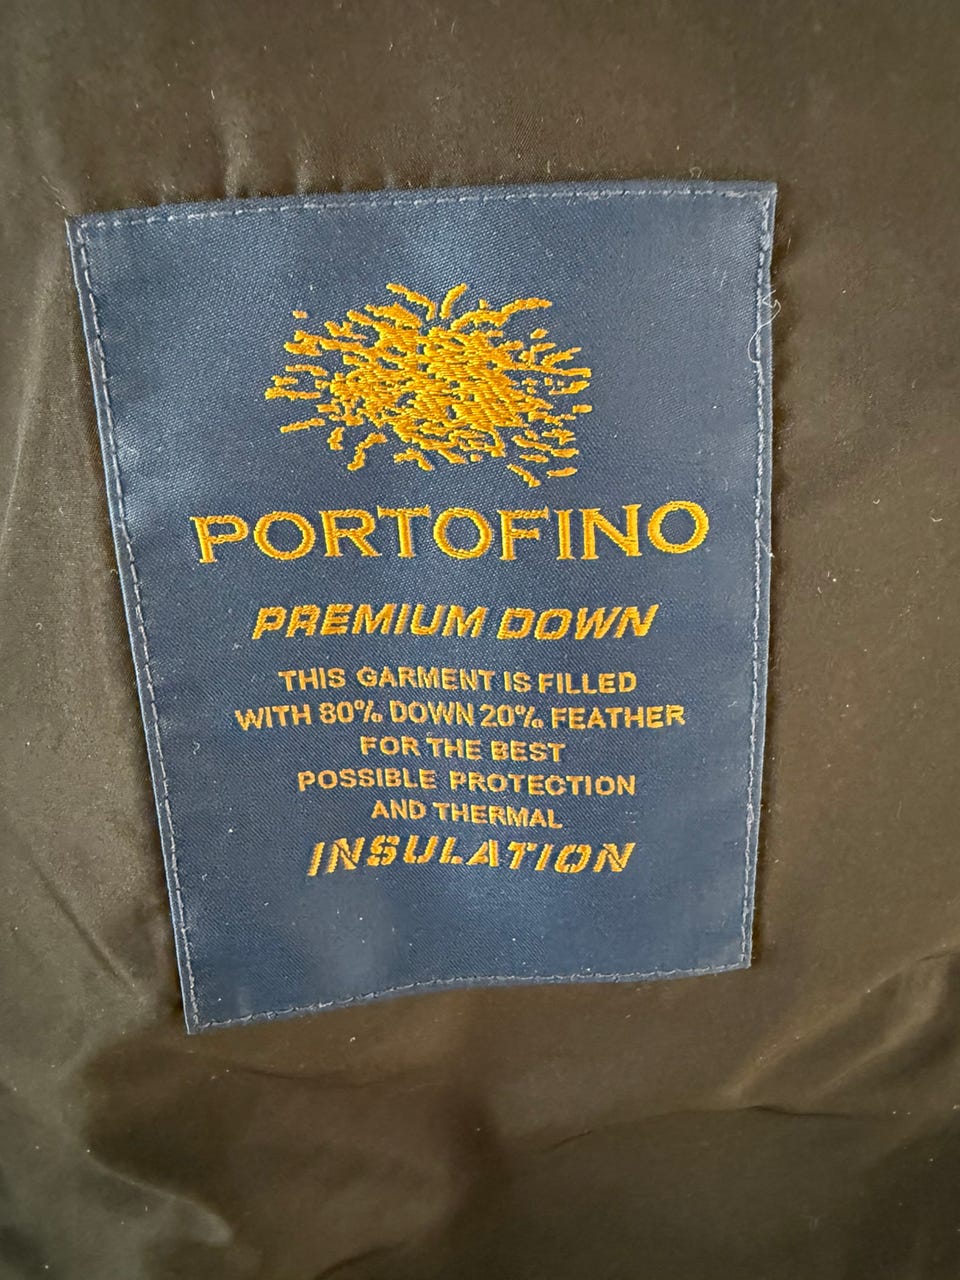 PORTOFINO
PREMIUM DOWN
THIS GARMENT IS FILLED
WITH 80% DOWN 20% FEATHER
FOR THE BEST
POSSIBLE PROTECTION
AND THERMAL
INSULATION